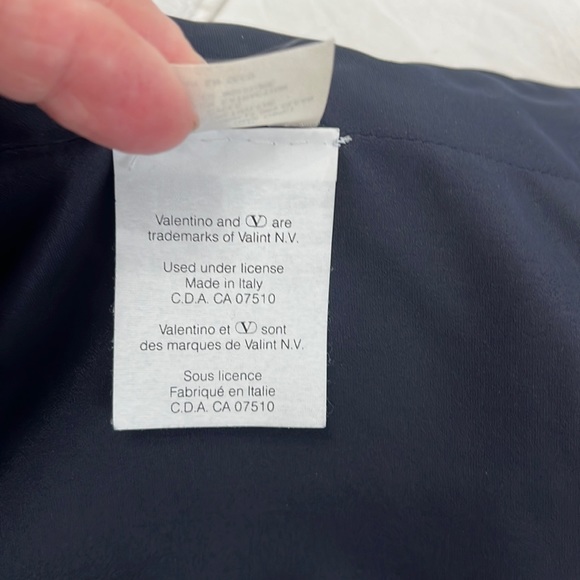 Valentino and V are
trademarks of Valint N.V.
Used under license
Made in Italy
C.D.A. CA 07510
Valentino et V sont
des marques de Valint N.V.
Sous licence
Fabriqué en Italie
C.D.A. CA 07510